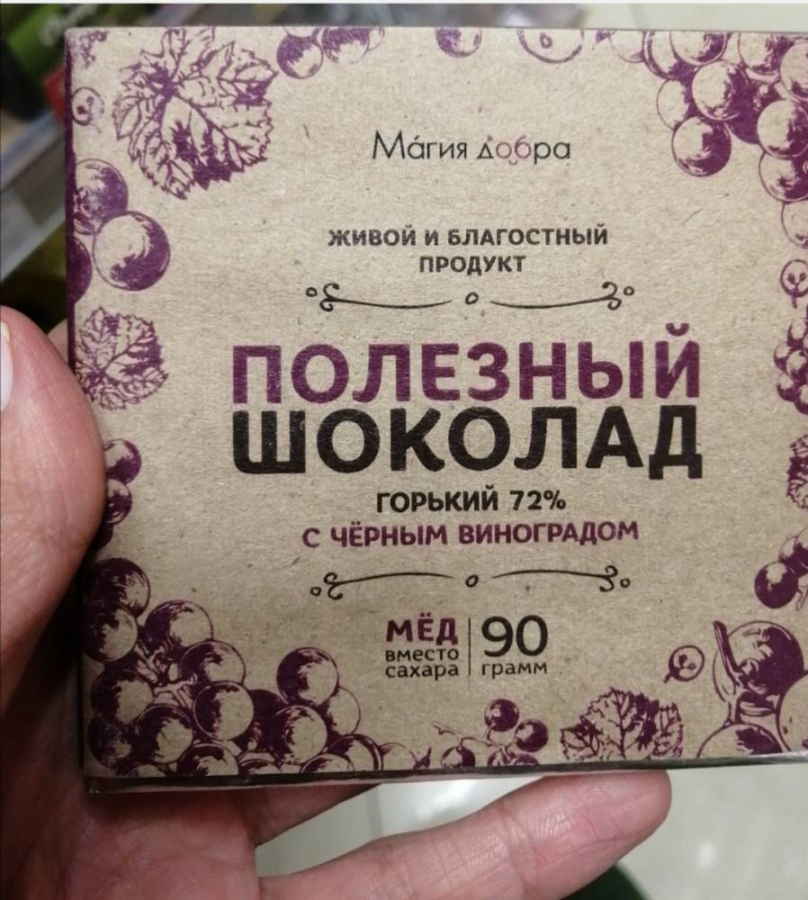 Магия добра
ЖИВОЙ И БЛАГОСТНЫЙ
ПРОДУКТ
ПОЛЕЗНЫЙ
ШОКОЛАД
ГОРЬКИЙ 72%
С ЧЁРНЫМ ВИНОГРАДОМ
МЁД
вместо
сахара
90
грамм